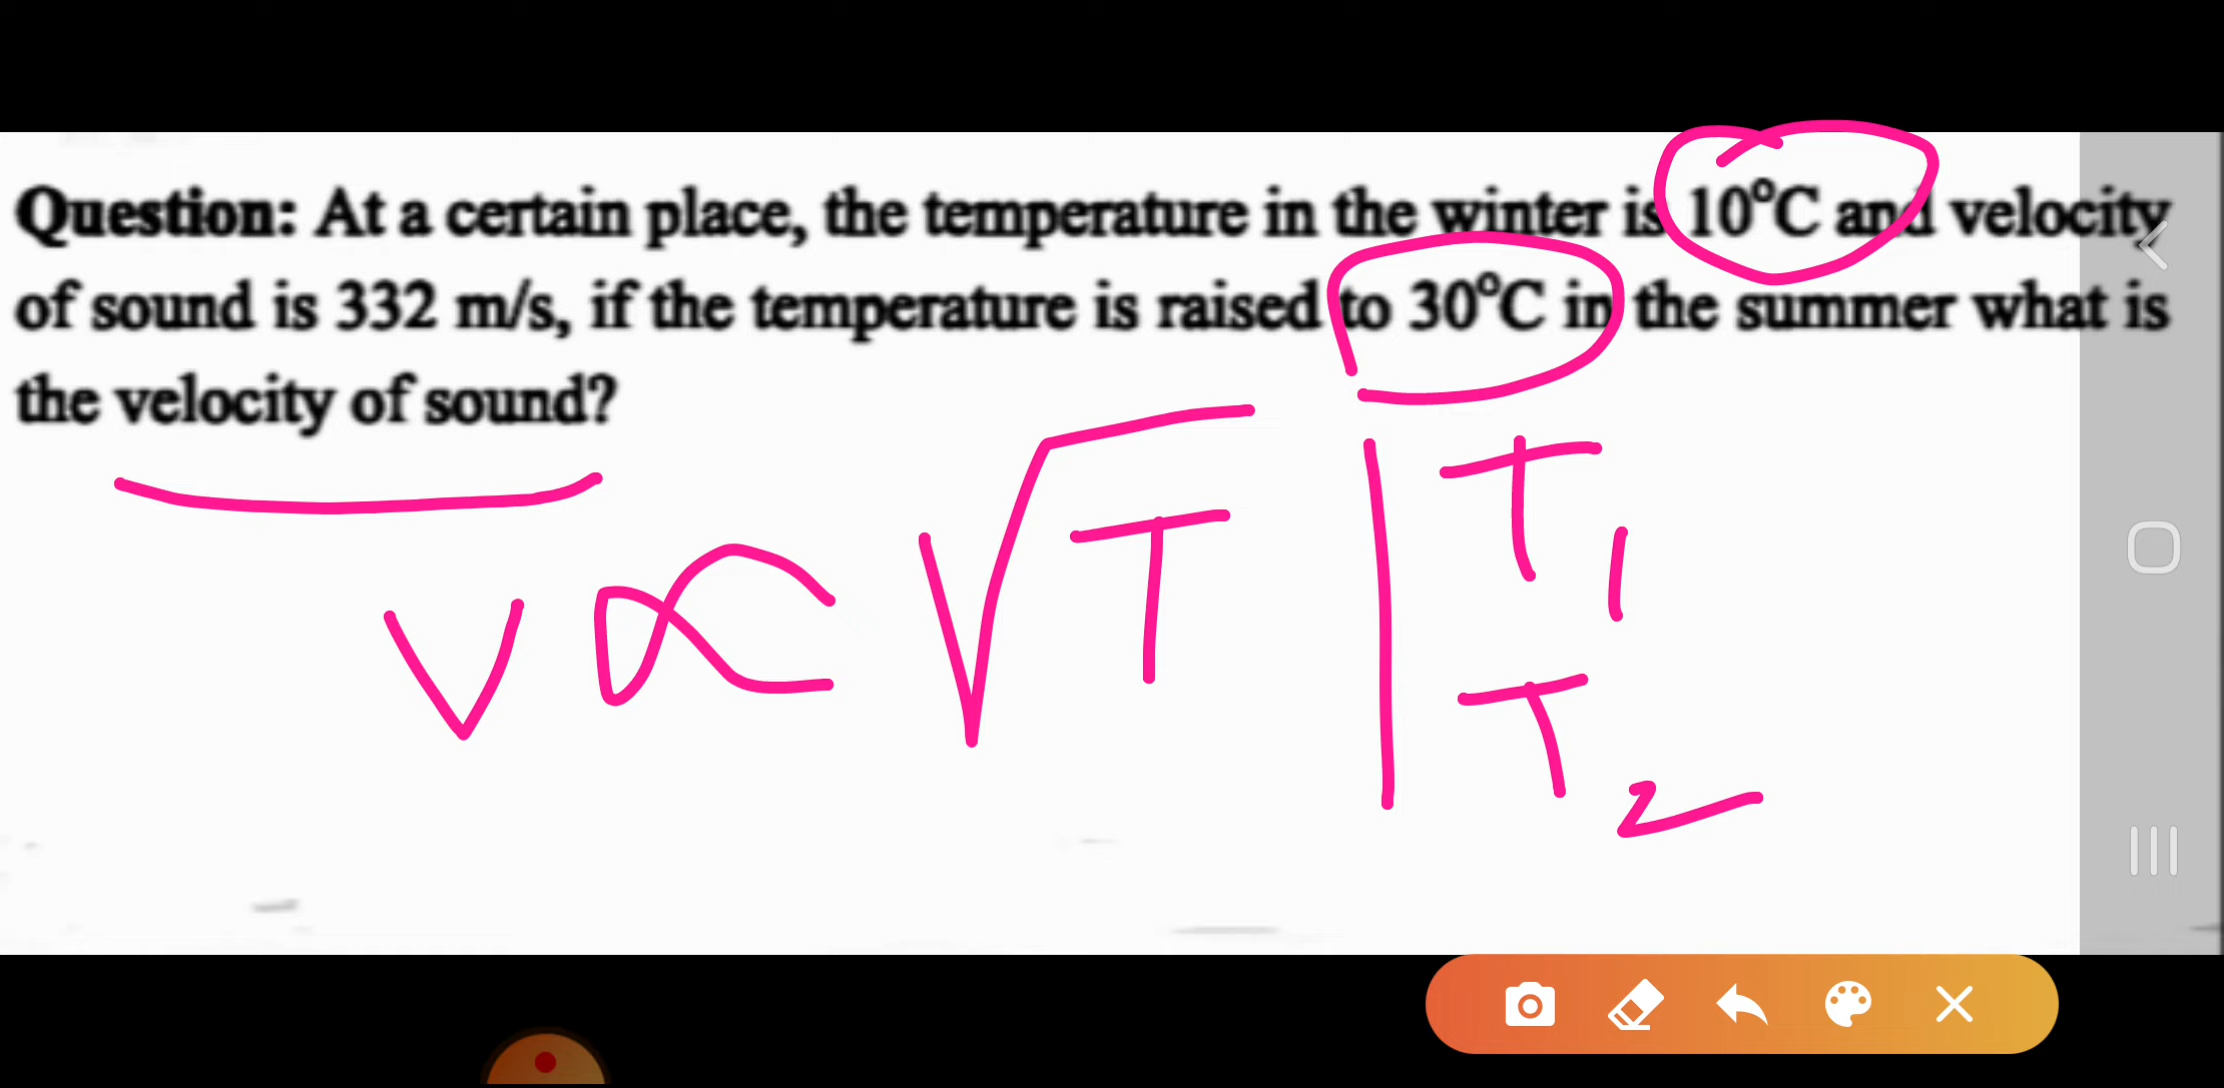 Question: At a certain place, the temperature in the winter is 10°C and velocity
of sound is 332 m/s, if the temperature is raised to 30°C in the summer what is
the velocity of sound?
V ∝ √T
T1
T2